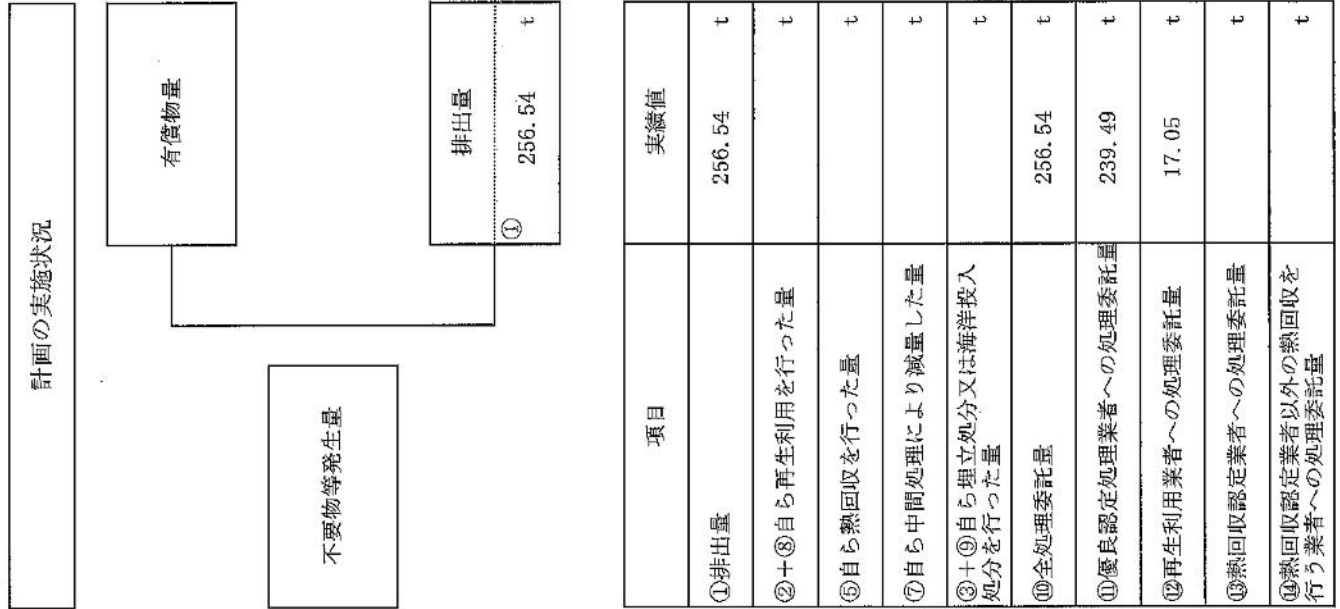 計画の実施状況
有償物量
不要物等発生量
排出量
① 256.54 t
項目 実績値
①排出量 256.54 t
②+⑧自ら再生利用を行った量 t
⑤自ら熱回収を行った量 t
⑦自ら中間処理により減量した量 t
③+⑨自ら埋立処分又は海洋投入
処分を行った量 t
⑩全処理委託量 256.54 t
⑪優良認定処理業者への処理委託量 239.49 t
⑫再生利用業者への処理委託量 17.05 t
⑬熱回収認定業者への処理委託量 t
⑭熱回収認定業者以外の熱回収を
行う業者への処理委託量 t